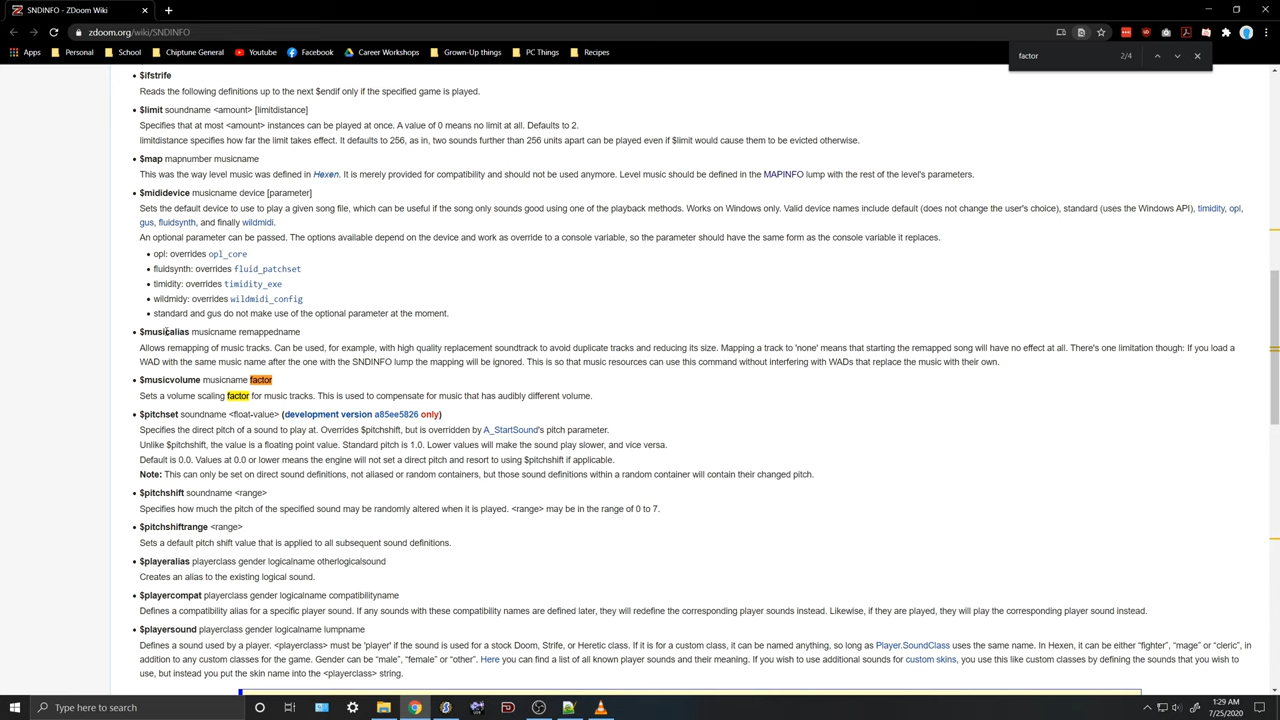 SNDINFO - ZDoom Wiki
zdoom.org/wiki/SNDINFO
Apps
Personal
School
Chiptune General
Youtube
Facebook
Career Workshops
Grown-Up things
PC Things
Recipes
factor
2/4
$ifstrife
Reads the following definitions up to the next $endif only if the specified game is played.
$limit soundname <amount> [limitdistance]
Specifies that at most <amount> instances can be played at once. A value of 0 means no limit at all. Defaults to 2.
limitdistance specifies how far the limit takes effect. It defaults to 256, as in, two sounds further than 256 units apart can be played even if $limit would cause them to be evicted otherwise.
$map mapnumber musicname
This was the way level music was defined in Hexen. It is merely provided for compatibility and should not be used anymore. Level music should be defined in the MAPINFO lump with the rest of the level's parameters.
$mididevice musicname device [parameter]
Sets the default device to use to play a given song file, which can be useful if the song only sounds good using one of the playback methods. Works on Windows only. Valid device names include default (does not change the user's choice), standard (uses the Windows API), timidity, opl,
gus, fluidsynth, and finally wildmidi.
An optional parameter can be passed. The options available depend on the device and work as override to a console variable, so the parameter should have the same form as the console variable it replaces.
opl: overrides opl_core
fluidsynth: overrides fluid_patchset
timidity: overrides timidity_exe
wildmidy: overrides wildmidi_config
standard and gus do not make use of the optional parameter at the moment.
$musicalias musicname remappedname
Allows remapping of music tracks. Can be used, for example, with high quality replacement soundtrack to avoid duplicate tracks and reducing its size. Mapping a track to 'none' means that starting the remapped song will have no effect at all. There's one limitation though: If you load a
WAD with the same music name after the one with the SNDINFO lump the mapping will be ignored. This is so that music resources can use this command without interfering with WADs that replace the music with their own.
$musicvolume musicname factor
Sets a volume scaling factor for music tracks. This is used to compensate for music that has audibly different volume.
$pitchset soundname <float-value> (development version a85ee5826 only)
Specifies the direct pitch of a sound to play at. Overrides $pitchshift, but is overridden by A_StartSound's pitch parameter.
Unlike $pitchshift, the value is a floating point value. Standard pitch is 1.0. Lower values will make the sound play slower, and vice versa.
Default is 0.0. Values at 0.0 or lower means the engine will not set a direct pitch and resort to using $pitchshift if applicable.
Note: This can only be set on direct sound definitions, not aliased or random containers, but those sound definitions within a random container will contain their changed pitch.
$pitchshift soundname <range>
Specifies how much the pitch of the specified sound may be randomly altered when it is played. <range> may be in the range of 0 to 7.
$pitchshiftrange <range>
Sets a default pitch shift value that is applied to all subsequent sound definitions.
$playeralias playerclass gender logicalname otherlogicalsound
Creates an alias to the existing logical sound.
$playercompat playerclass gender logicalname compatibilityname
Defines a compatibility alias for a specific player sound. If any sounds with these compatibility names are defined later, they will redefine the corresponding player sounds instead. Likewise, if they are played, they will play the corresponding player sound instead.
$playersound playerclass gender logicalname lumpname
Defines a sound used by a player. <playerclass> must be 'player' if the sound is used for a stock Doom, Strife, or Heretic class. If it is for a custom class, it can be named anything, so long as Player.SoundClass uses the same name. In Hexen, it can be either “fighter”, “mage” or “cleric”, in
addition to any custom classes for the game. Gender can be “male”, “female” or “other”. Here you can find a list of all known player sounds and their meaning. If you wish to use additional sounds for custom skins, you use this like custom classes by defining the sounds that you wish to
use, but instead you put the skin name into the <playerclass> string.
Type here to search
1:29 AM
7/25/2020